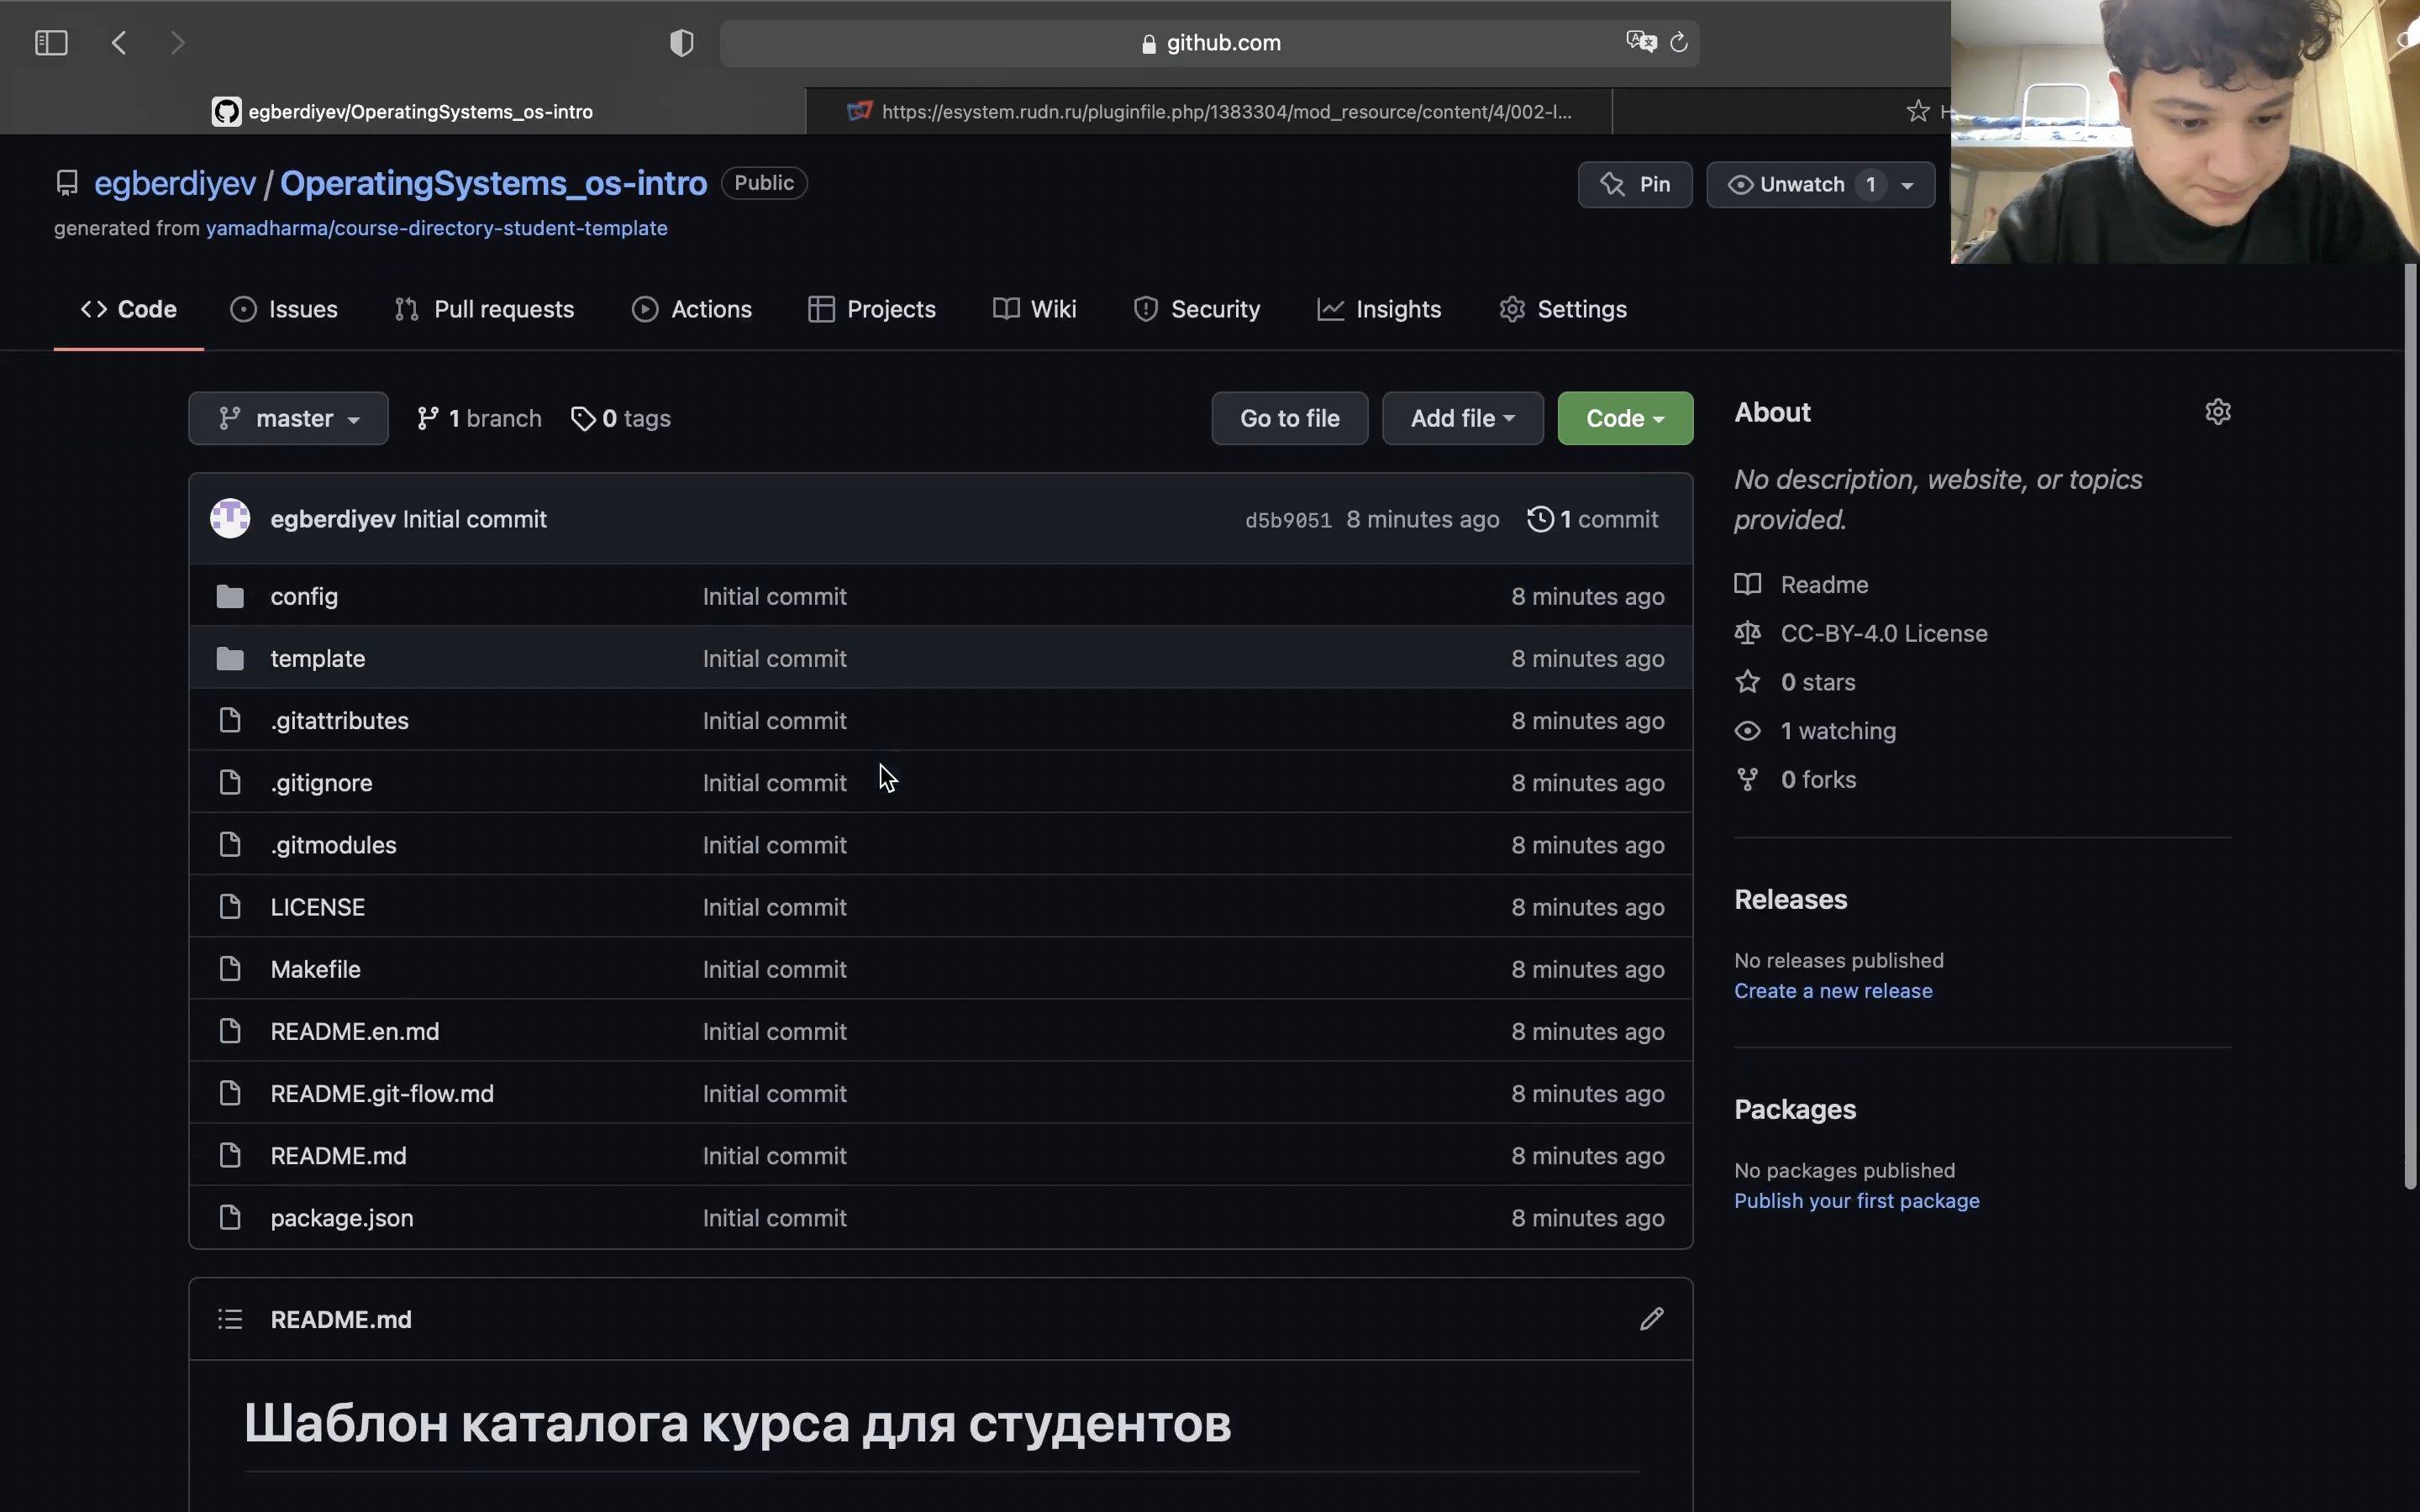 github.com
egberdiyev/OperatingSystems_os-intro
https://esystem.rudn.ru/pluginfile.php/1383304/mod_resource/content/4/002-l...
egberdiyev / OperatingSystems_os-intro Public
Pin
Unwatch 1
generated from yamadharma/course-directory-student-template
Code
Issues
Pull requests
Actions
Projects
Wiki
Security
Insights
Settings
master
1 branch
0 tags
Go to file
Add file
Code
egberdiyev Initial commit d5b9051 8 minutes ago 1 commit
config Initial commit 8 minutes ago
template Initial commit 8 minutes ago
.gitattributes Initial commit 8 minutes ago
.gitignore Initial commit 8 minutes ago
.gitmodules Initial commit 8 minutes ago
LICENSE Initial commit 8 minutes ago
Makefile Initial commit 8 minutes ago
README.en.md Initial commit 8 minutes ago
README.git-flow.md Initial commit 8 minutes ago
README.md Initial commit 8 minutes ago
package.json Initial commit 8 minutes ago
README.md
Шаблон каталога курса для студентов
About
No description, website, or topics
provided.
Readme
CC-BY-4.0 License
0 stars
1 watching
0 forks
Releases
No releases published
Create a new release
Packages
No packages published
Publish your first package